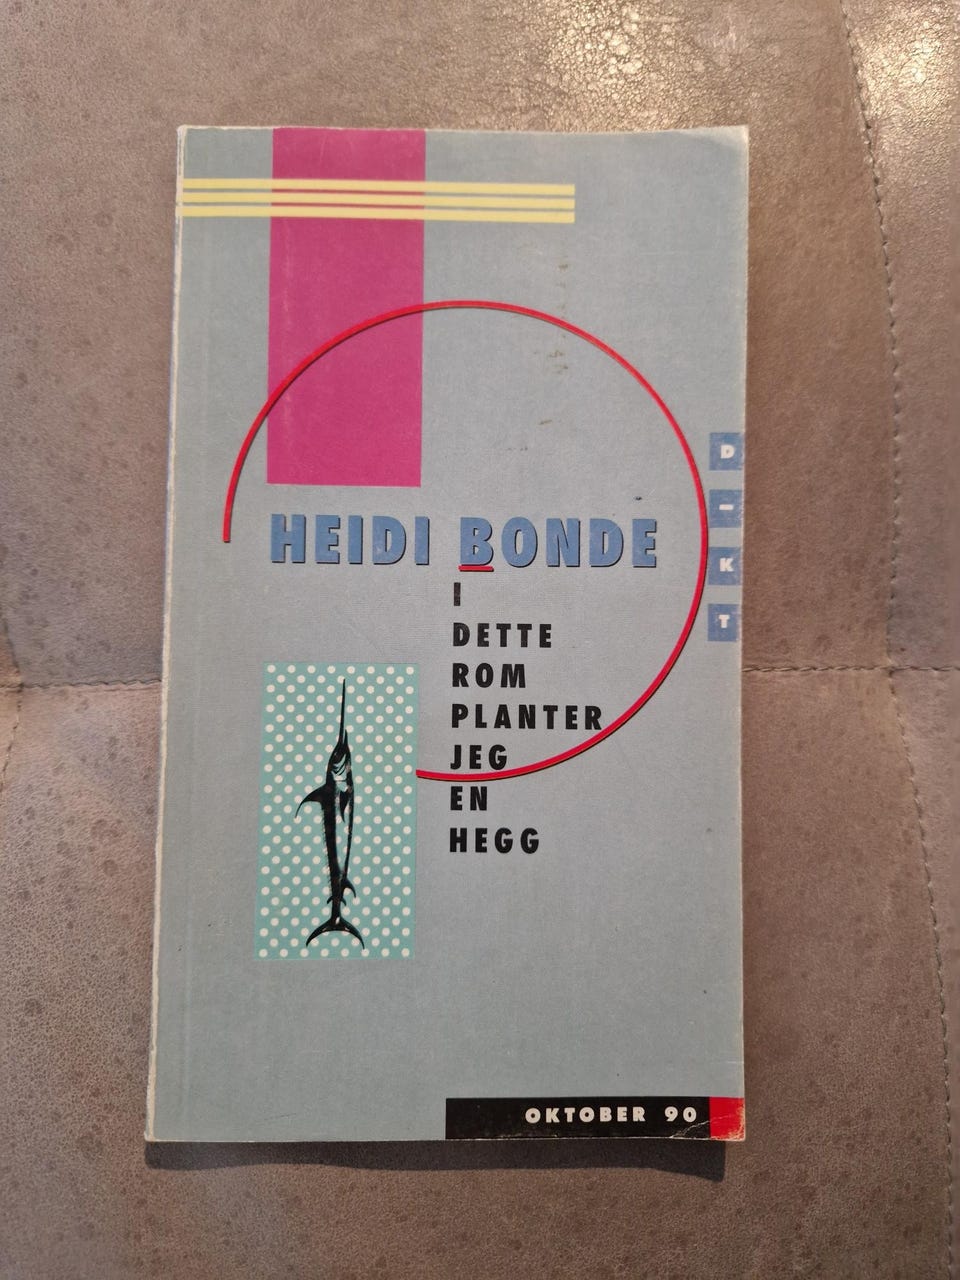 HEIDI BONDE
I
DETTE
ROM
PLANTER
JEG
EN
HEGG
D
I
K
T
OKTOBER 90